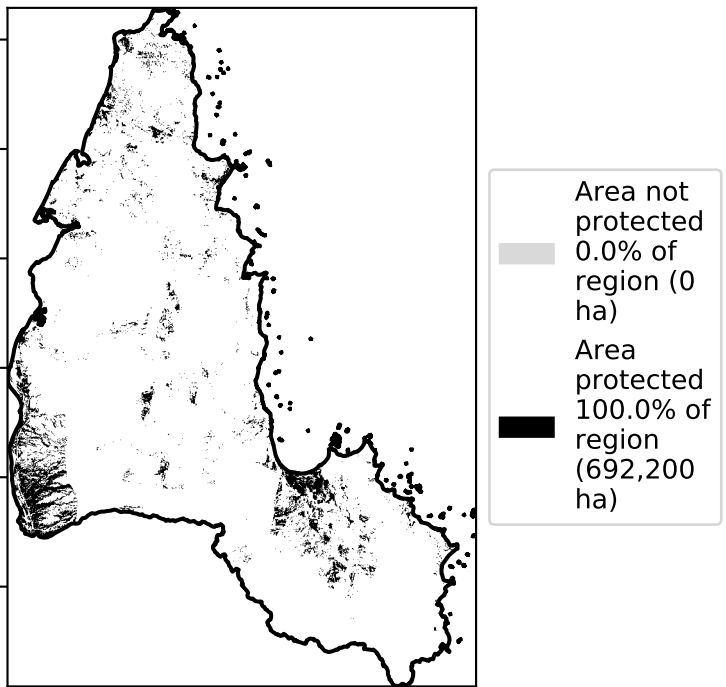 Area not
protected
0.0% of
region (0
ha)
Area
protected
100.0% of
region
(692,200
ha)